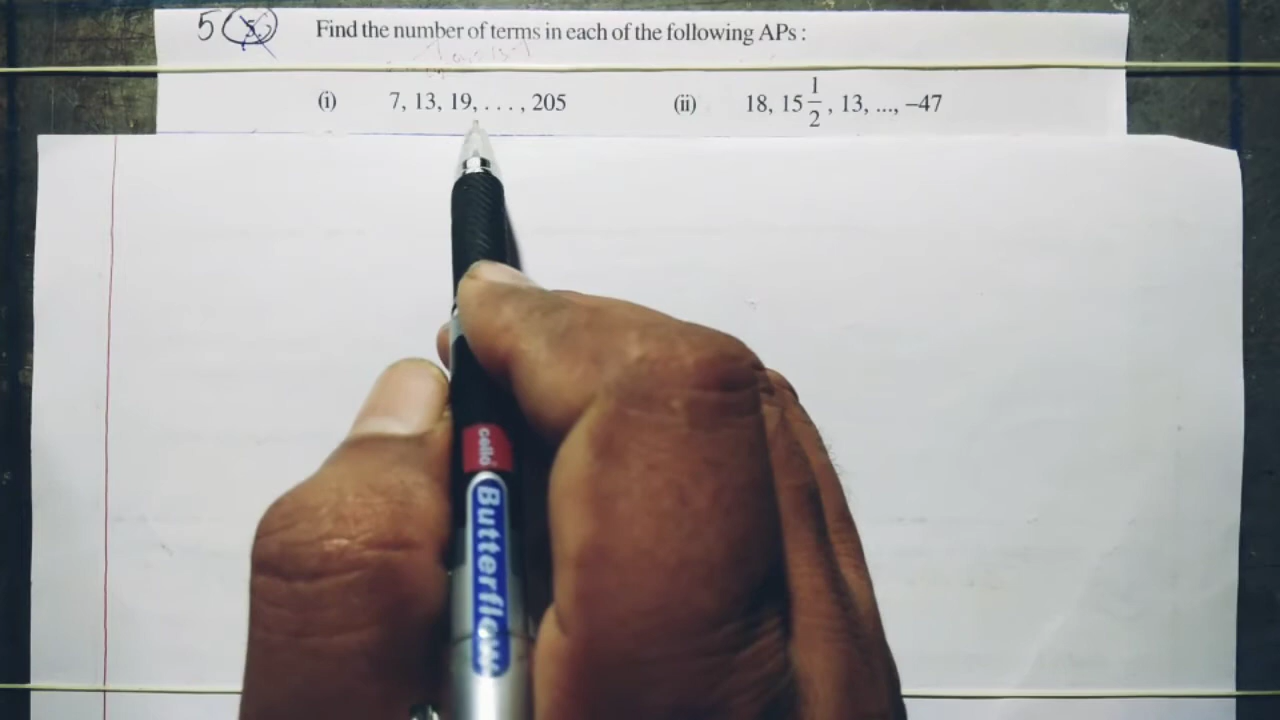 5 Find the number of terms in each of the following APs :
(i) 7, 13, 19, . . . , 205 (ii) 18, 15 1/2 , 13, ..., –47
cello
Butterflow